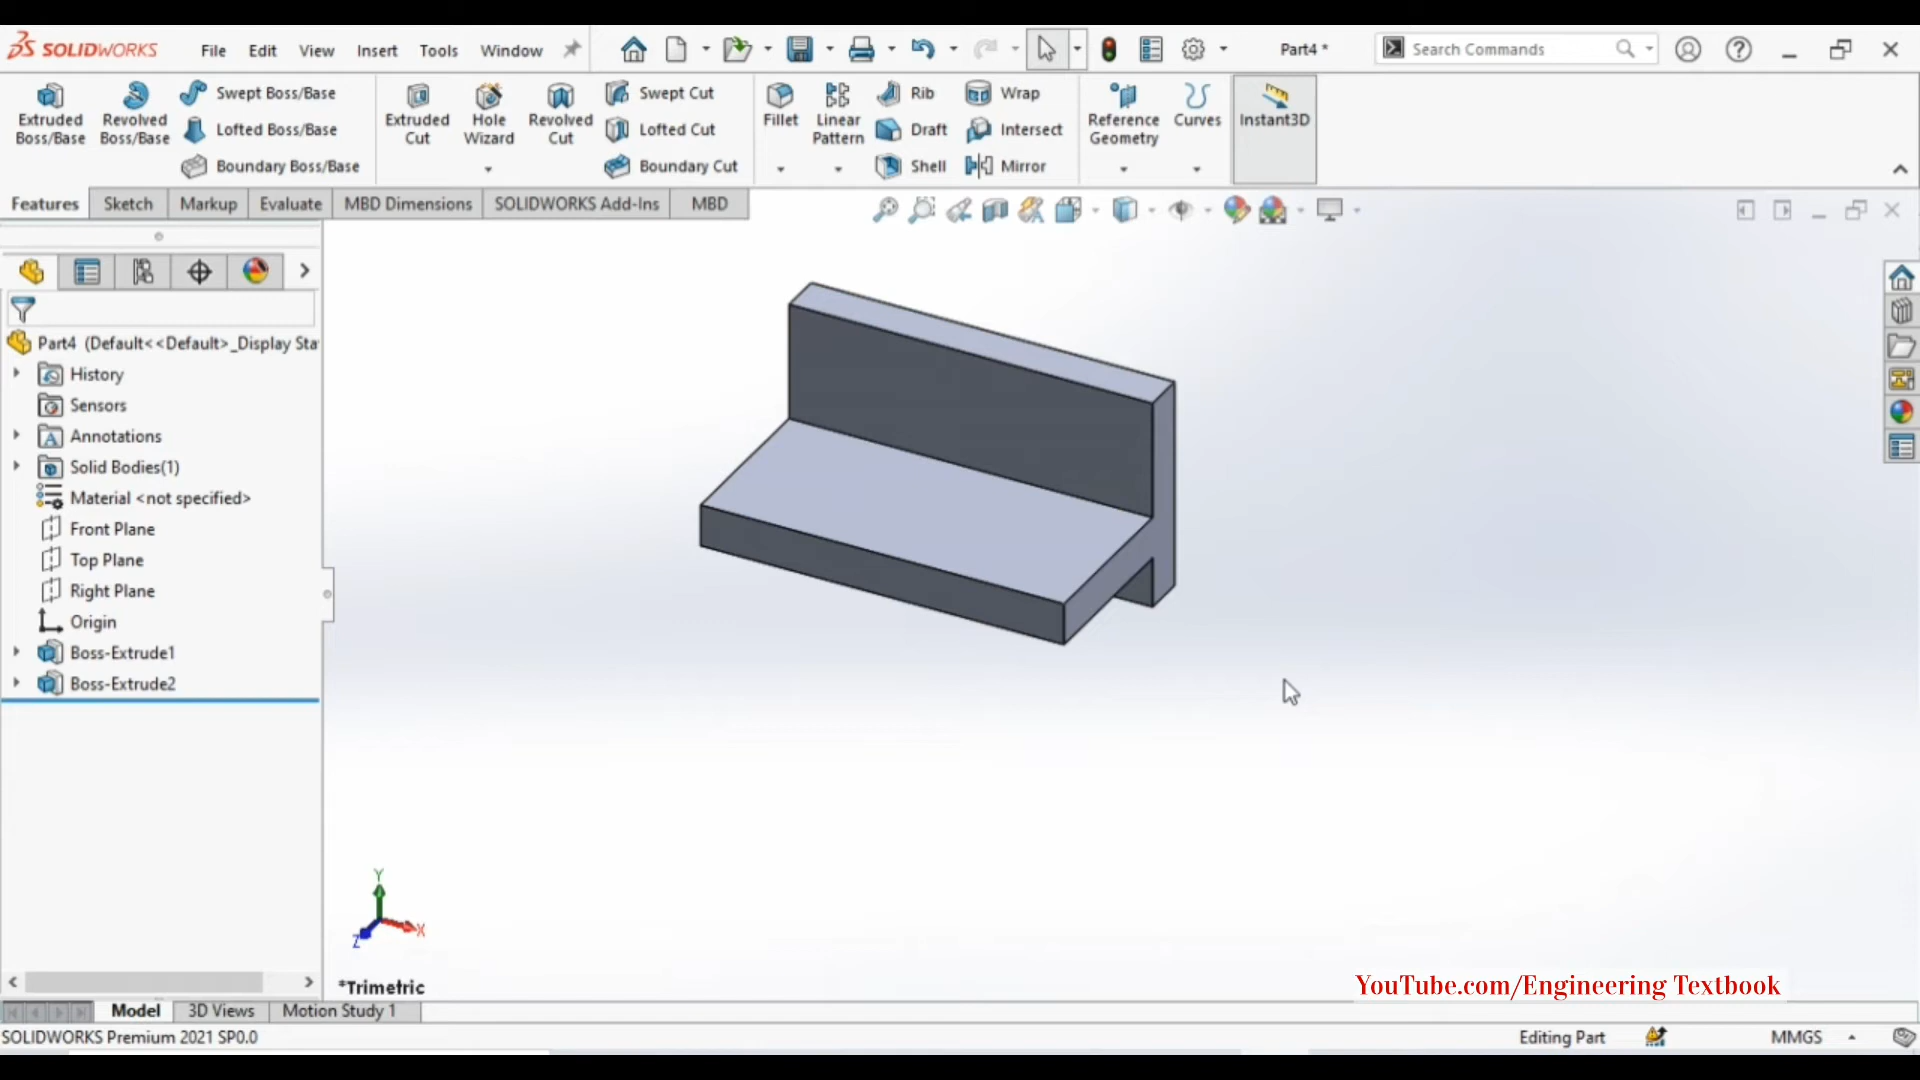 SOLIDWORKS File Edit View Insert Tools Window Part4 * Search Commands
Extruded Boss/Base
Revolved Boss/Base
Swept Boss/Base
Lofted Boss/Base
Boundary Boss/Base
Extruded Cut
Hole Wizard
Revolved Cut
Swept Cut
Lofted Cut
Boundary Cut
Fillet
Linear Pattern
Rib
Draft
Shell
Wrap
Intersect
Mirror
Reference Geometry
Curves
Instant3D
Features Sketch Markup Evaluate MBD Dimensions SOLIDWORKS Add-Ins MBD
Part4 (Default<<Default>_Display Sta
History
Sensors
Annotations
Solid Bodies(1)
Material <not specified>
Front Plane
Top Plane
Right Plane
Origin
Boss-Extrude1
Boss-Extrude2
Y
X
Z
*Trimetric
YouTube.com/Engineering Textbook
Model 3D Views Motion Study 1
SOLIDWORKS Premium 2021 SP0.0 Editing Part MMGS